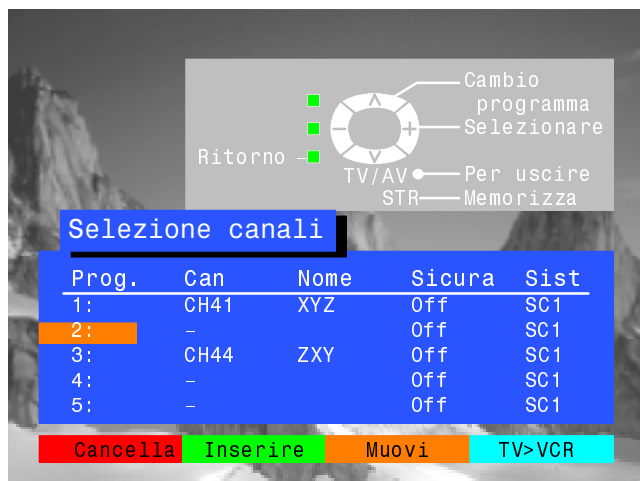 Cambio
programma
Selezionare
Ritorno
TV/AV Per uscire
STR Memorizza
Selezione canali
Prog. Can Nome Sicura Sist
1: CH41 XYZ Off SC1
2: – Off SC1
3: CH44 ZXY Off SC1
4: – Off SC1
5: – Off SC1
Cancella Inserire Muovi TV>VCR